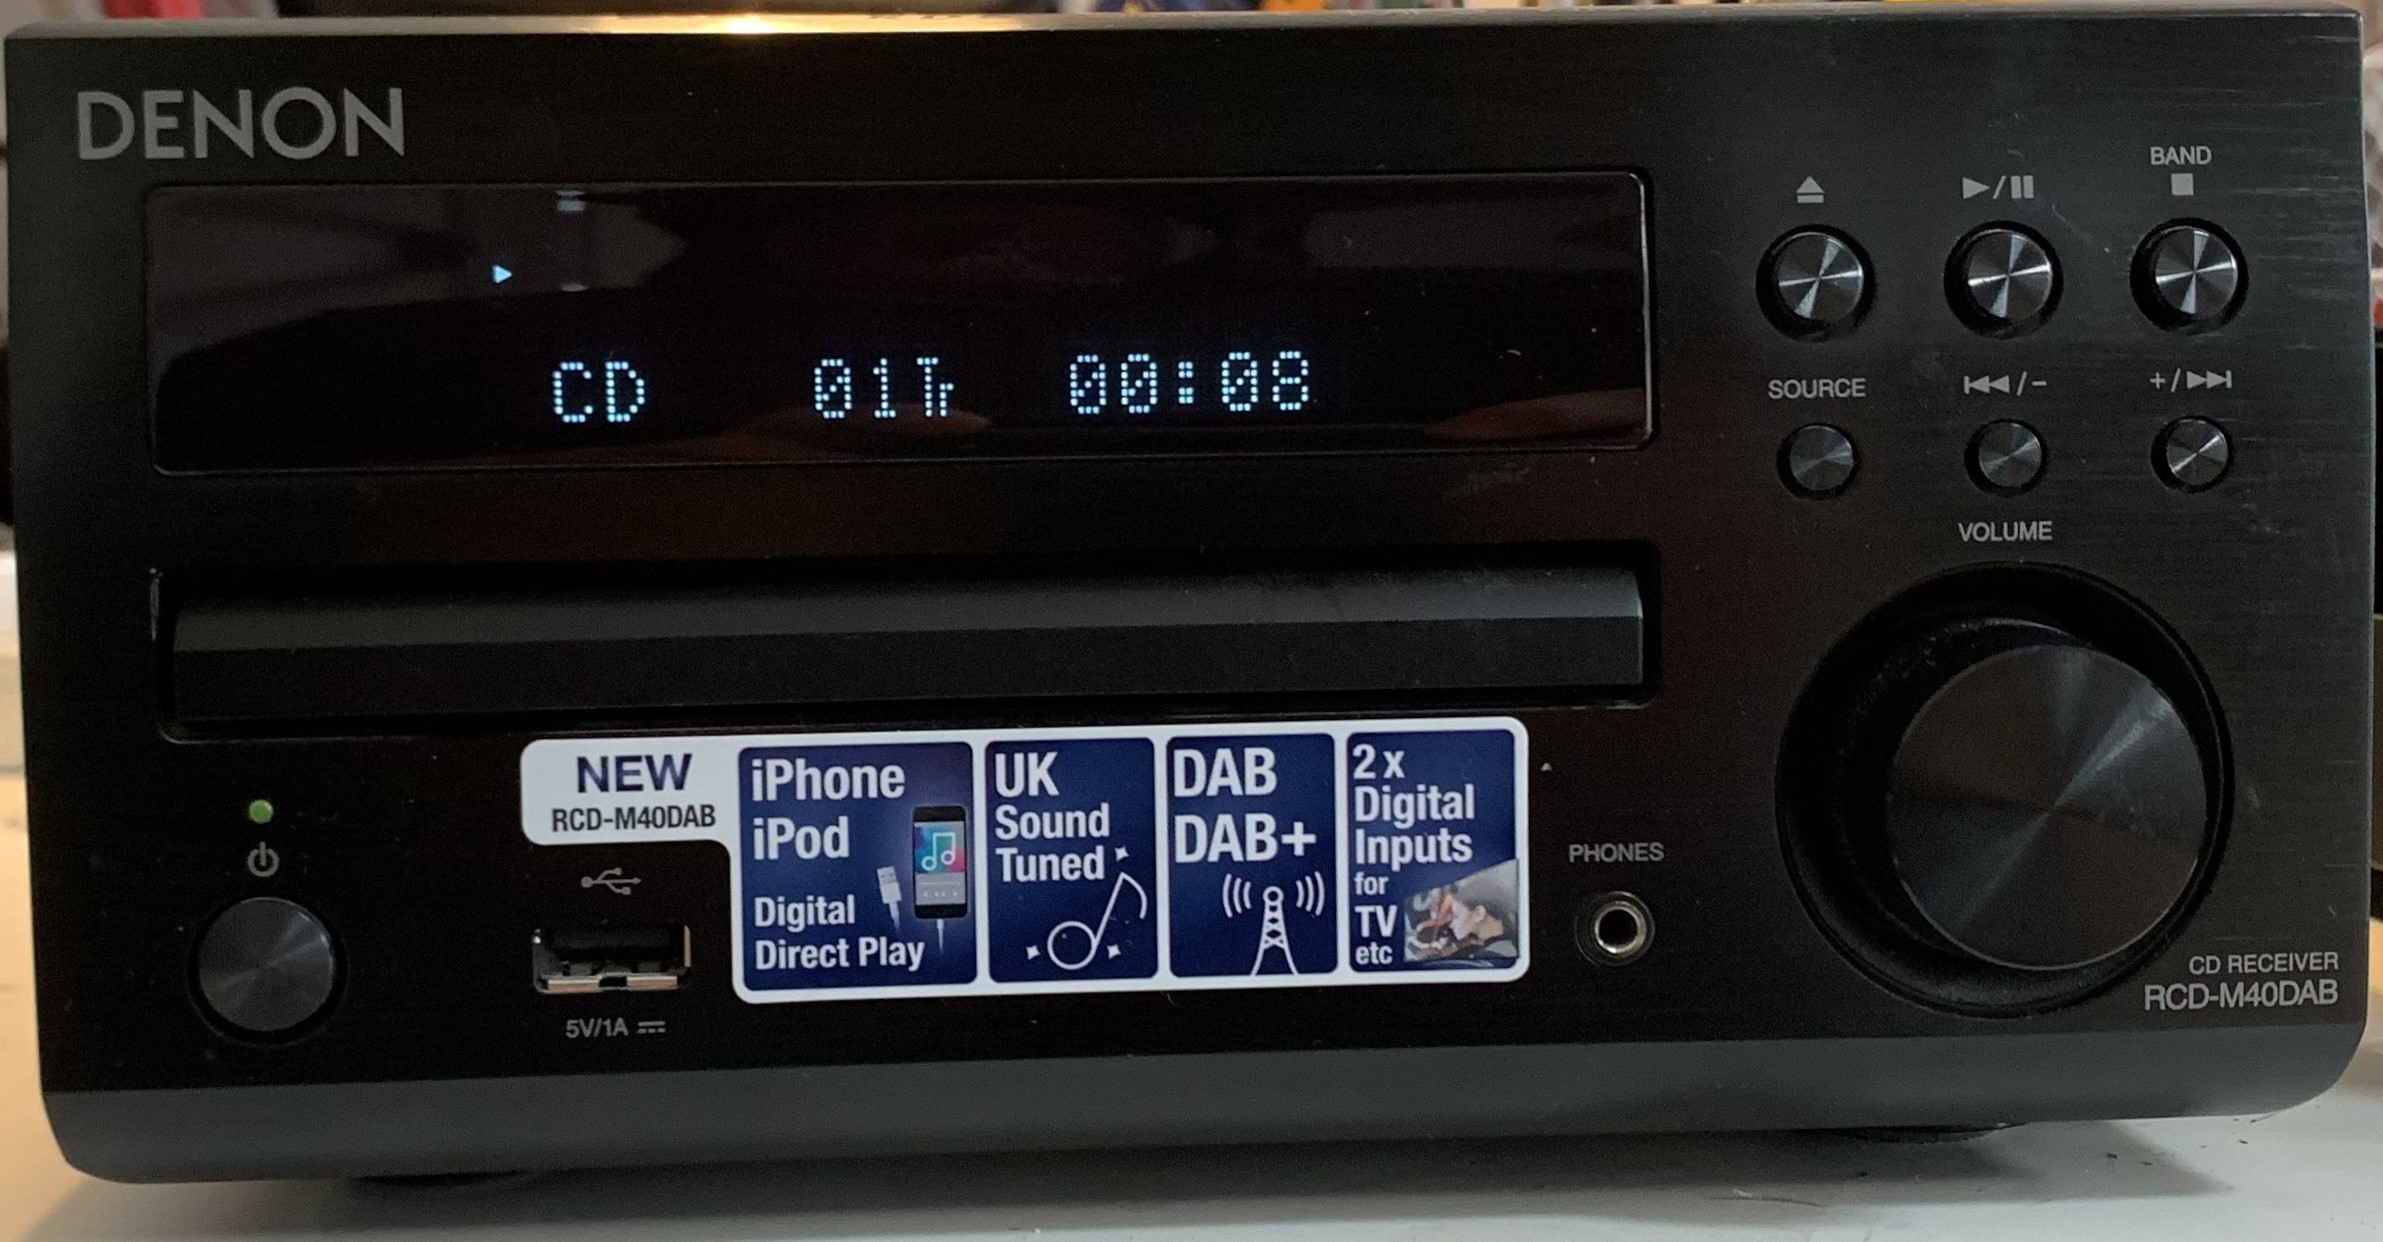 DENON
CD 01Tr 00:08
BAND
SOURCE
VOLUME
NEW
RCD-M40DAB
iPhone
iPod
Digital
Direct Play
UK
Sound
Tuned
DAB
DAB+
2 x
Digital
Inputs
for
TV
etc
PHONES
5V/1A
CD RECEIVER
RCD-M40DAB